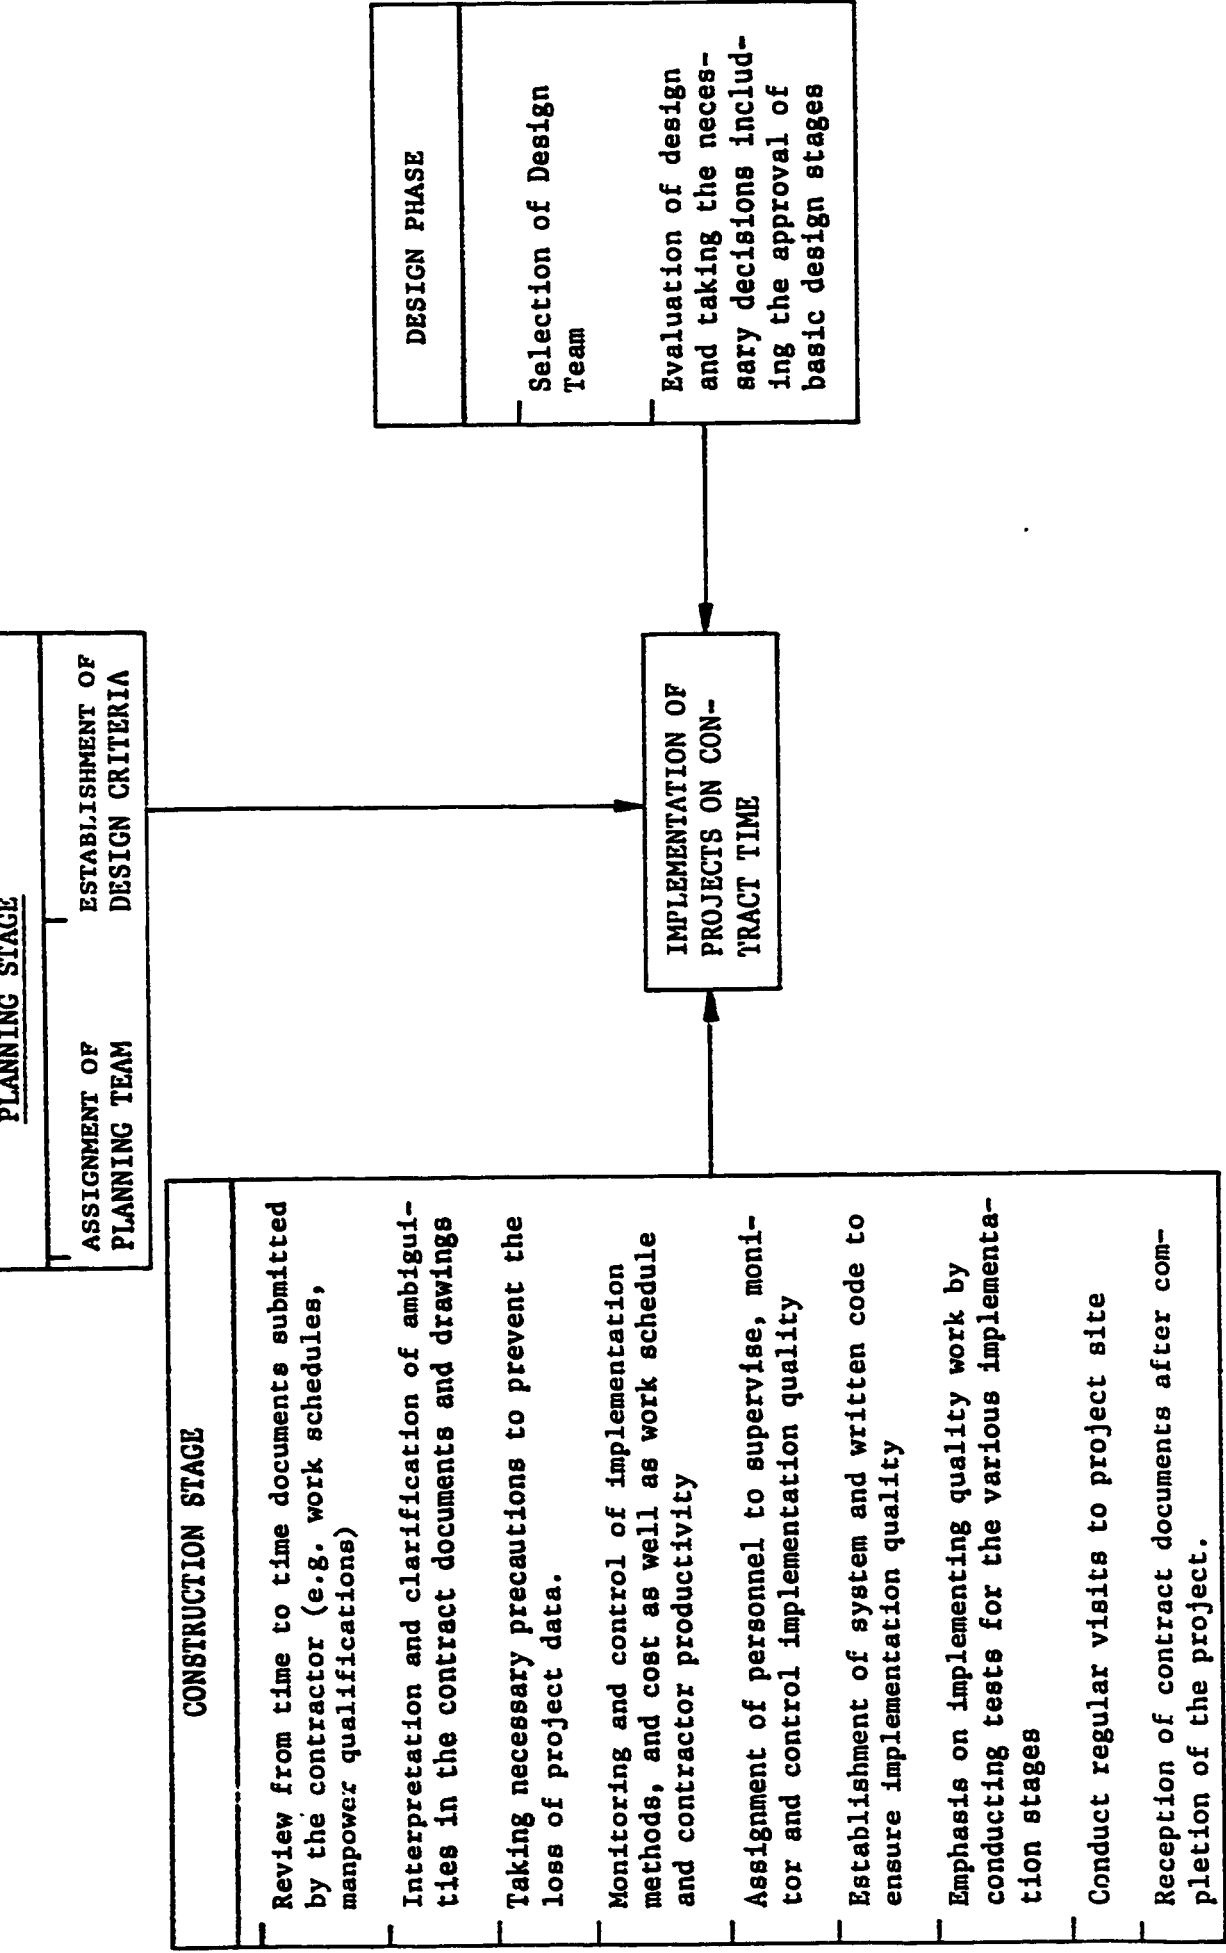 PLANNING STAGE
ASSIGNMENT OF
PLANNING TEAM
ESTABLISHMENT OF
DESIGN CRITERIA
CONSTRUCTION STAGE
Review from time to time documents submitted
by the contractor (e.g. work schedules,
manpower qualifications)
Interpretation and clarification of ambigui-
ties in the contract documents and drawings
Taking necessary precautions to prevent the
loss of project data.
Monitoring and control of implementation
methods, and cost as well as work schedule
and contractor productivity
Assignment of personnel to supervise, moni-
tor and control implementation quality
Establishment of system and written code to
ensure implementation quality
Emphasis on implementing quality work by
conducting tests for the various implementa-
tion stages
Conduct regular visits to project site
Reception of contract documents after com-
pletion of the project.
IMPLEMENTATION OF
PROJECTS ON CON-
TRACT TIME
DESIGN PHASE
Selection of Design
Team
Evaluation of design
and taking the neces-
sary decisions includ-
ing the approval of
basic design stages